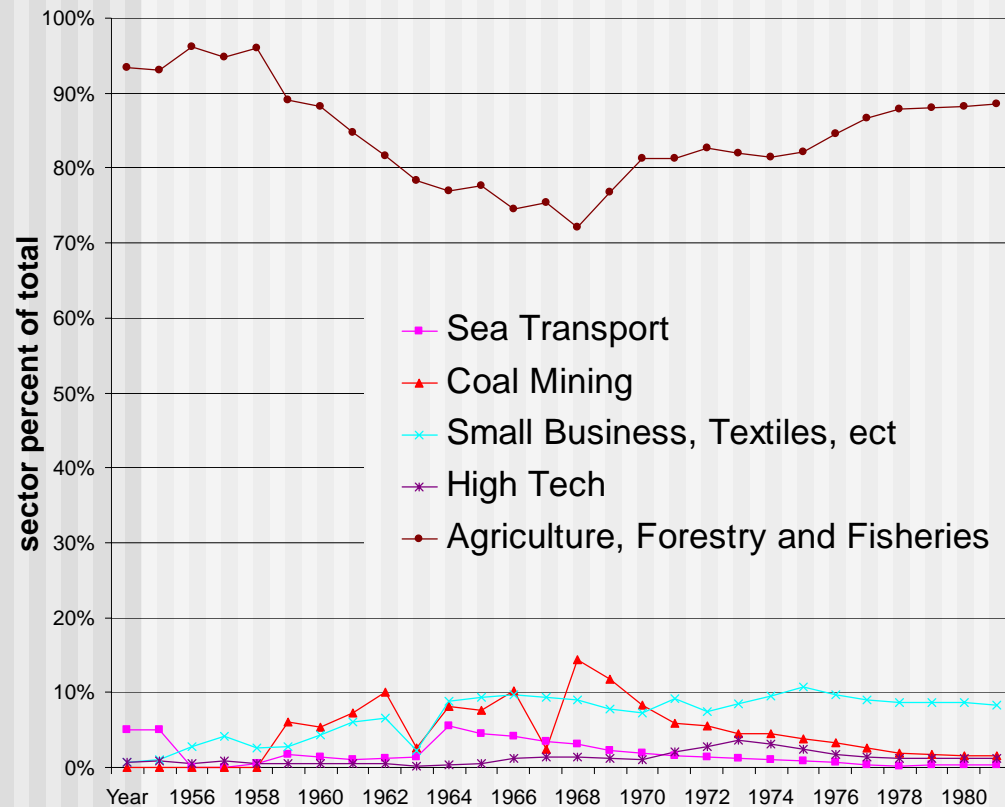 100%
90%
80%
70%
60%
50%
40%
30%
20%
10%
0%
sector percent of total
Sea Transport
Coal Mining
Small Business, Textiles, ect
High Tech
Agriculture, Forestry and Fisheries
Year 1956 1958 1960 1962 1964 1966 1968 1970 1972 1974 1976 1978 1980